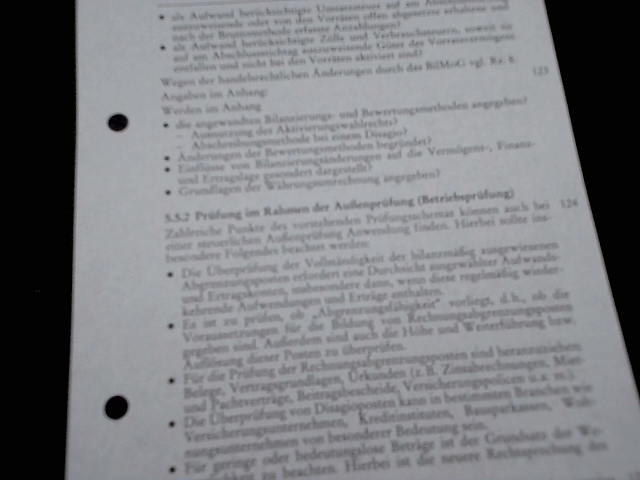 • als Aufwand berücksichtigte Umsatzsteuer auf am
auszuweisende oder von den Vorräten offen abgesetzte erhaltene und
nach der Bruttomethode erfasste Anzahlungen?
• als Aufwand berücksichtigte Zölle und Verbrauchsteuern, soweit sie
auf am Abschlussstichtag auszuweisende Güter des Vorratsvermögens
entfallen und nicht bei den Vorräten aktiviert sind?
Wegen der handelsrechtlichen Änderungen durch das BilMoG vgl. Rz. 8.
Angaben im Anhang: 123
Werden im Anhang
• die angewandten Bilanzierungs- und Bewertungsmethoden angegeben?
– Ausnutzung des Aktivierungswahlrechts?
– Abschreibungsmethode bei einem Disagio?
• Änderungen der Bewertungsmethoden begründet?
• Einflüsse von Bilanzierungsänderungen auf die Vermögens-, Finanz-
und Ertragslage gesondert dargestellt?
• Grundlagen der Währungsumrechnung angegeben?
5.5.2 Prüfung im Rahmen der Außenprüfung (Betriebsprüfung)
Zahlreiche Punkte des vorstehenden Prüfungsschemas können auch bei 124
einer steuerlichen Außenprüfung Anwendung finden. Hierbei sollte ins-
besondere Folgendes beachtet werden:
• Die Überprüfung der Vollständigkeit der bilanzmäßig ausgewiesenen
Abgrenzungsposten erfordert eine Durchsicht ausgewählter Aufwands-
und Ertragskonten, insbesondere dann, wenn diese regelmäßig wieder-
kehrende Aufwendungen und Erträge enthalten.
• Es ist zu prüfen, ob „Abgrenzungsfähigkeit" vorliegt, d.h., ob die
Voraussetzungen für die Bildung von Rechnungsabgrenzungsposten
gegeben sind. Außerdem sind auch die Höhe und Weiterführung bzw.
Auflösung dieser Posten zu überprüfen.
• Für die Prüfung der Rechnungsabgrenzungsposten sind heranzuziehen
Belege, Vertragsgrundlagen, Urkunden (z.B. Zinsabrechnungen, Miet-
und Pachtverträge, Beitragsbescheide, Versicherungspolicen u.a. m.).
• Die Überprüfung von Disagioposten kann in bestimmten Branchen wie
Versicherungsunternehmen, Kreditinstituten, Bausparkassen, Woh-
nungsunternehmen von besonderer Bedeutung sein.
• Für geringe oder bedeutungslose Beträge ist der Grundsatz der We-
zu beachten. Hierbei ist die neuere Rechtsprechung des